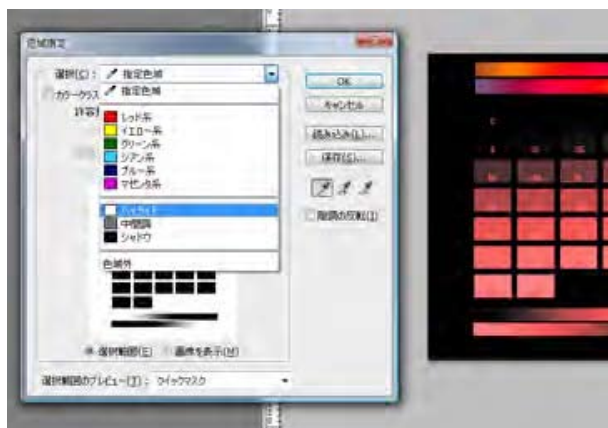 色域指定
選択(C)： 指定色域
指定色域
カラークラス
許容
レッド系
イエロー系
グリーン系
シアン系
ブルー系
マゼンタ系
ハイライト
中間調
シャドウ
色域外
選択範囲(E) 画像を表示(M)
選択範囲のプレビュー(T)： クイックマスク
OK
キャンセル
読み込み(L)...
保存(S)...
階調の反転(I)
C